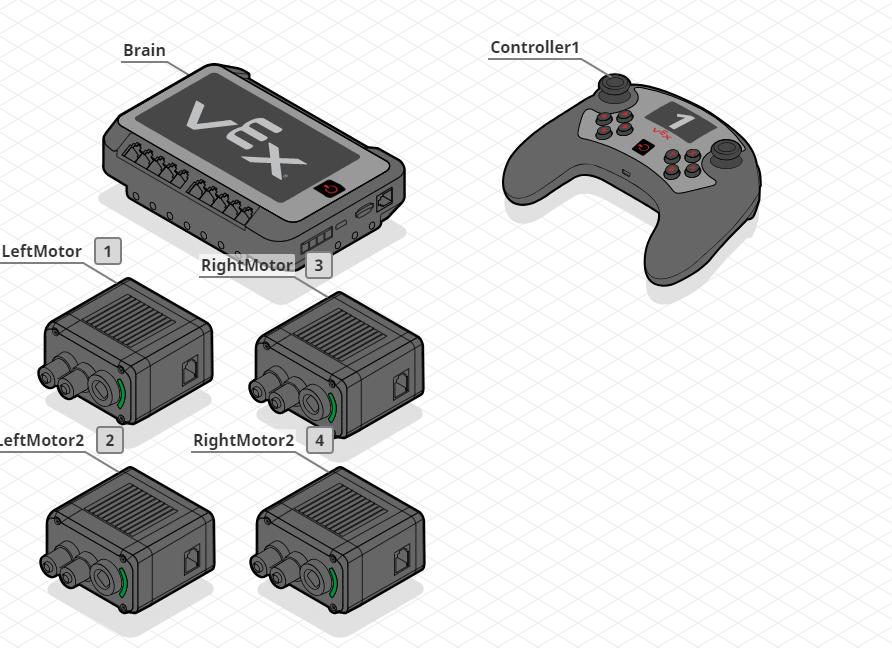 Brain
Controller1
VEX
1
VEX
LeftMotor 1
RightMotor 3
LeftMotor2 2
RightMotor2 4